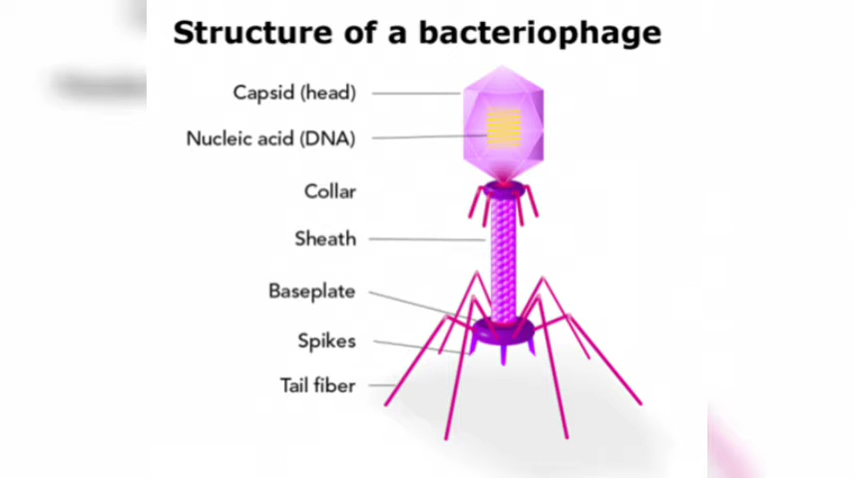 Structure of a bacteriophage
Capsid (head)
Nucleic acid (DNA)
Collar
Sheath
Baseplate
Spikes
Tail fiber